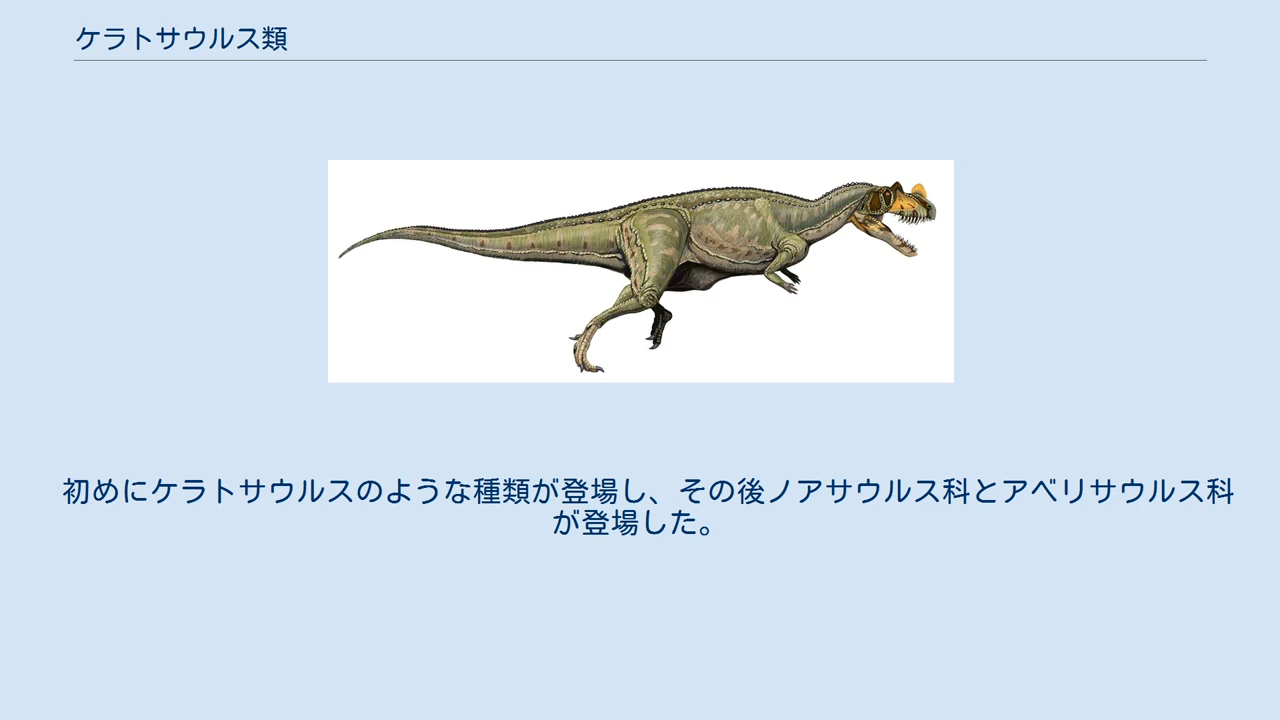 ケラトサウルス類
初めにケラトサウルスのような種類が登場し、その後ノアサウルス科とアベリサウルス科
が登場した。